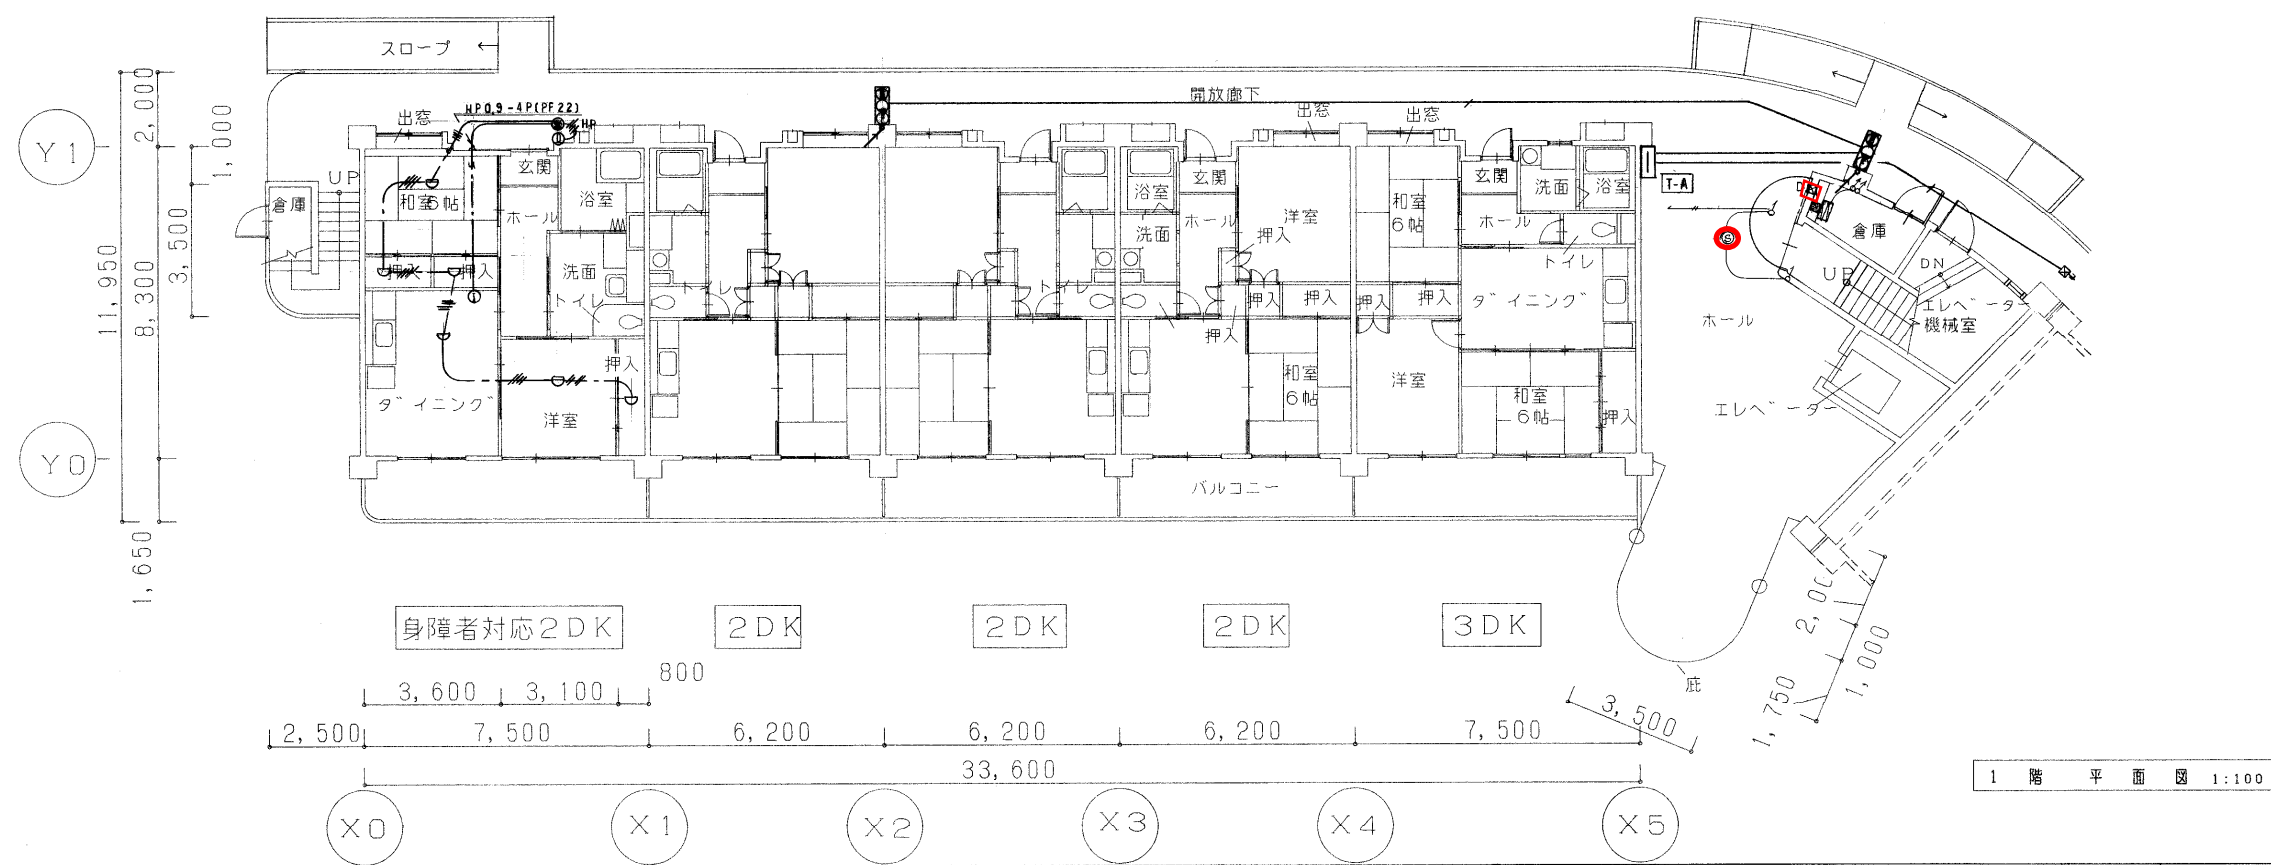 スロープ
2,000
1,000
3,500
8,300
11,950
1,650
Y1
Y0
HP0.9-4P(PF22)
HP
出窓
UP
倉庫
和室6帖
玄関
ホール
浴室
洗面
トイレ
押入
押入
ダイニング
洋室
押入
トイレ
トイレ
開放廊下
出窓
出窓
浴室
洗面
玄関
ホール
洋室
押入
押入
押入
押入
和室
6帖
和室
6帖
押入
押入
洋室
玄関
ホール
洗面
浴室
トイレ
ダイニング
和室
6帖
押入
バルコニー
T-A
S
倉庫
UP
DN
ホール
エレベーター
機械室
エレベーター
庇
身障者対応2DK
2DK
2DK
2DK
3DK
800
3,600
3,100
2,500
7,500
6,200
6,200
6,200
7,500
33,600
3,500
1,750
1,000
X0
X1
X2
X3
X4
X5
1階平面図 1:100